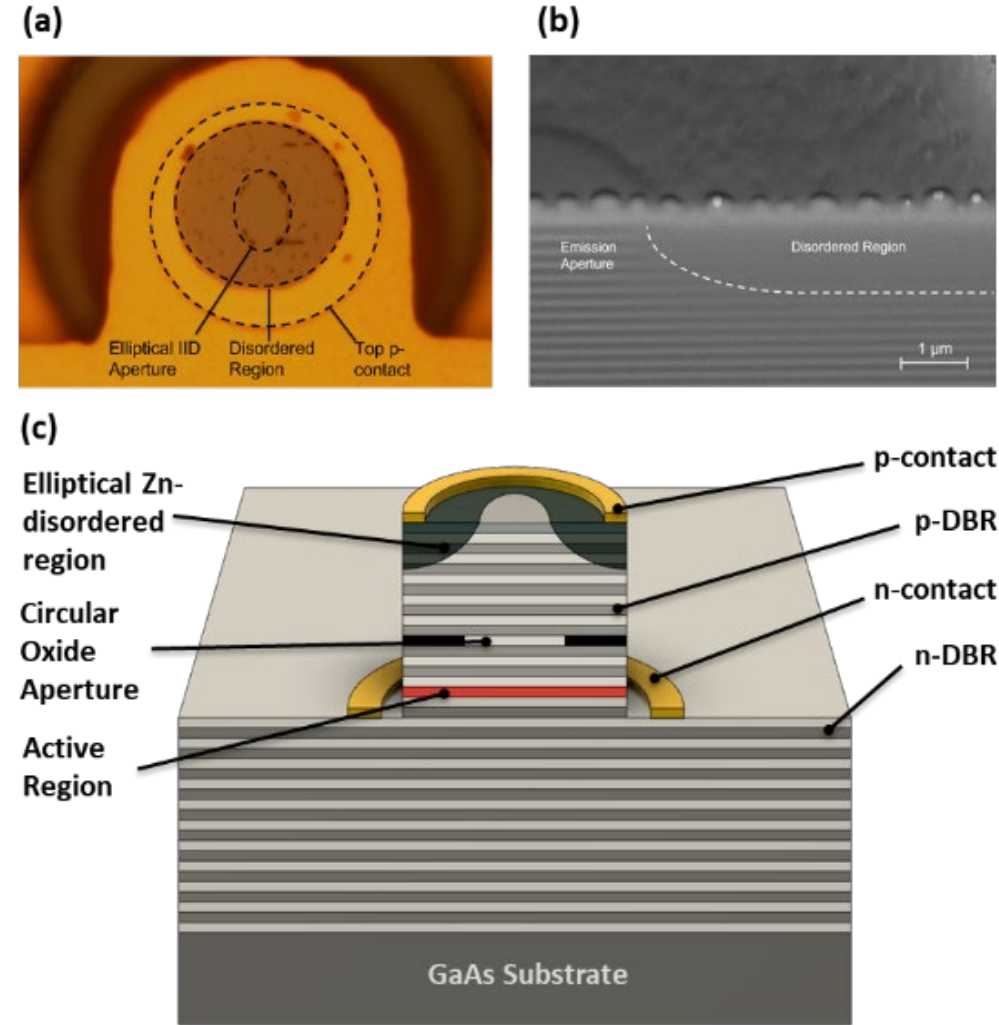 (a)
(b)
Elliptical IID
Aperture
Disordered
Region
Top p-
contact
Emission
Aperture
Disordered Region
1 µm
(c)
Elliptical Zn-
disordered
region
Circular
Oxide
Aperture
Active
Region
p-contact
p-DBR
n-contact
n-DBR
GaAs Substrate